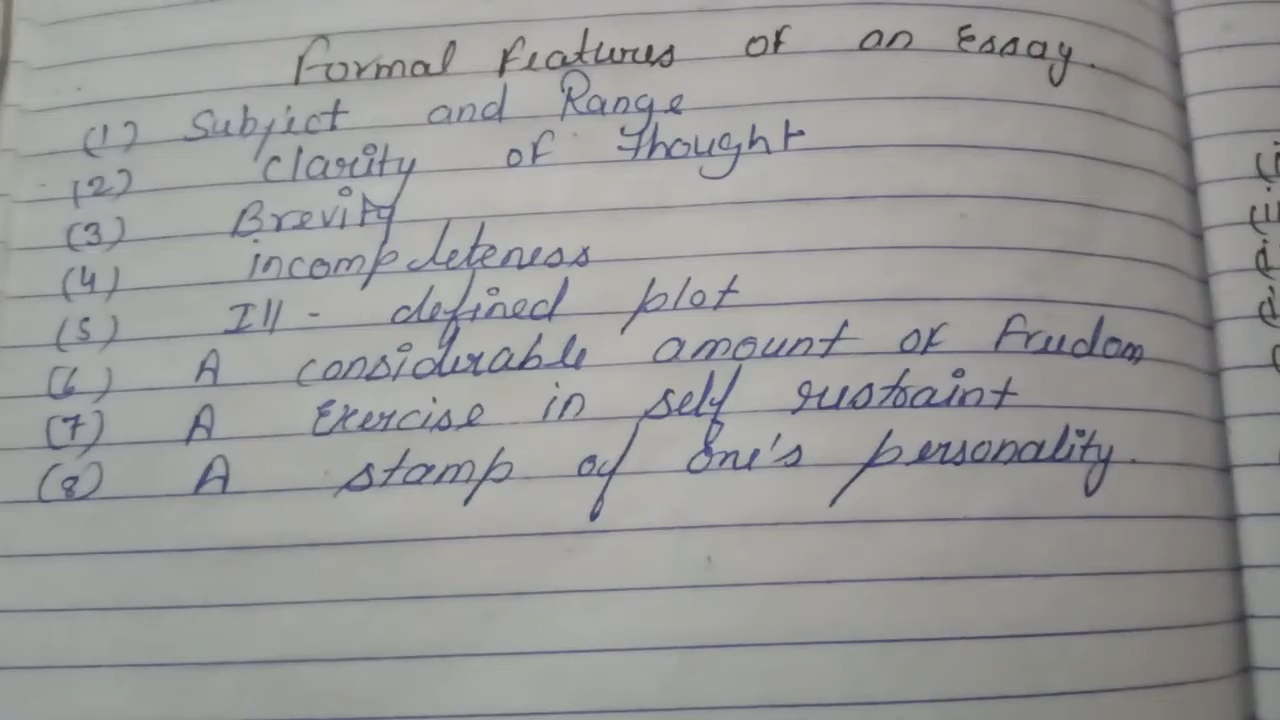 Formal Features of an Essay.
(1) Subject and Range
(2) Clarity of Thought
(3) Brevity
(4) incompleteness
(5) Ill - defined plot
(6) A considerable amount of Freedom
(7) A Exercise in self restraint
(8) A stamp of One's personality.